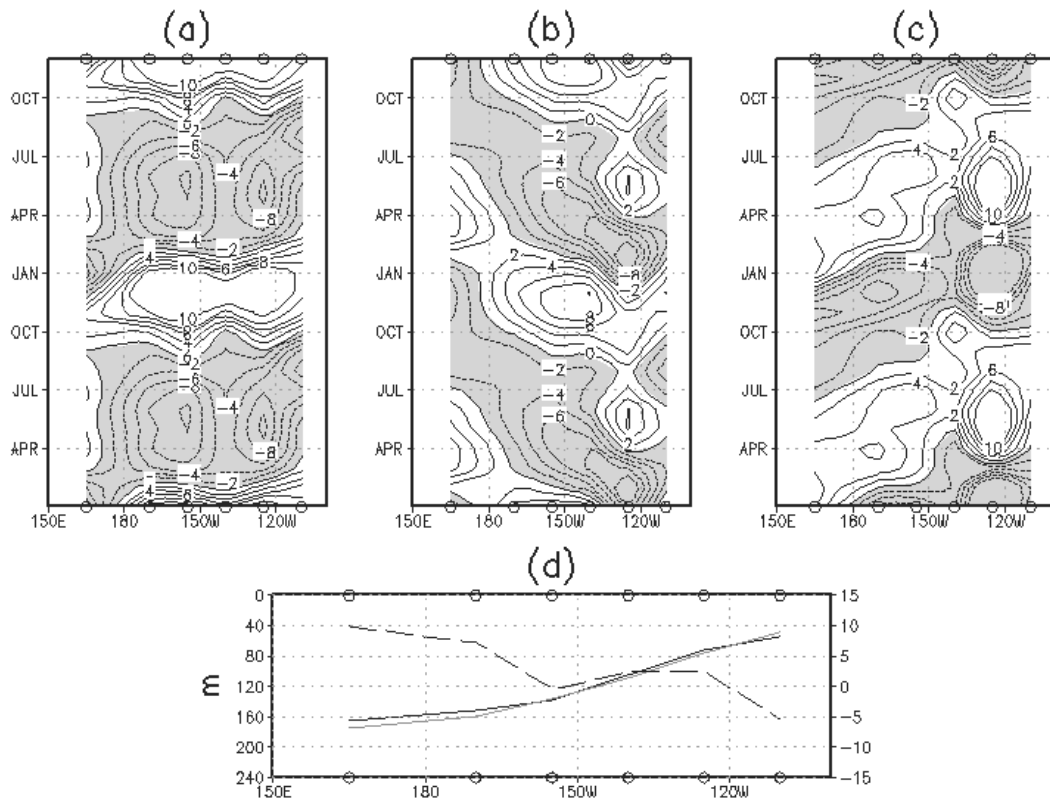 (a) (b) (c)
OCT OCT OCT
JUL JUL JUL
APR APR APR
JAN JAN JAN
OCT OCT OCT
JUL JUL JUL
APR APR APR
10 2 -2 -8 -4 -8 -4 -2 4 10 6 8 10 2 -2 -8 -4 -8 -4 -2 4 8
0 -2 -4 -6 2 2 4 -8 -2 8 6 0 -2 -4 -6 2
-2 6 4 2 2 10 -4 -4 -8 -2 6 4 2 2 10
150E 180 150W 120W 150E 180 150W 120W 150E 160 150W 120W
(d)
0 15
40 10
80 5
m
120 0
160 -5
200 -10
240 -15
150E 180 150W 120W